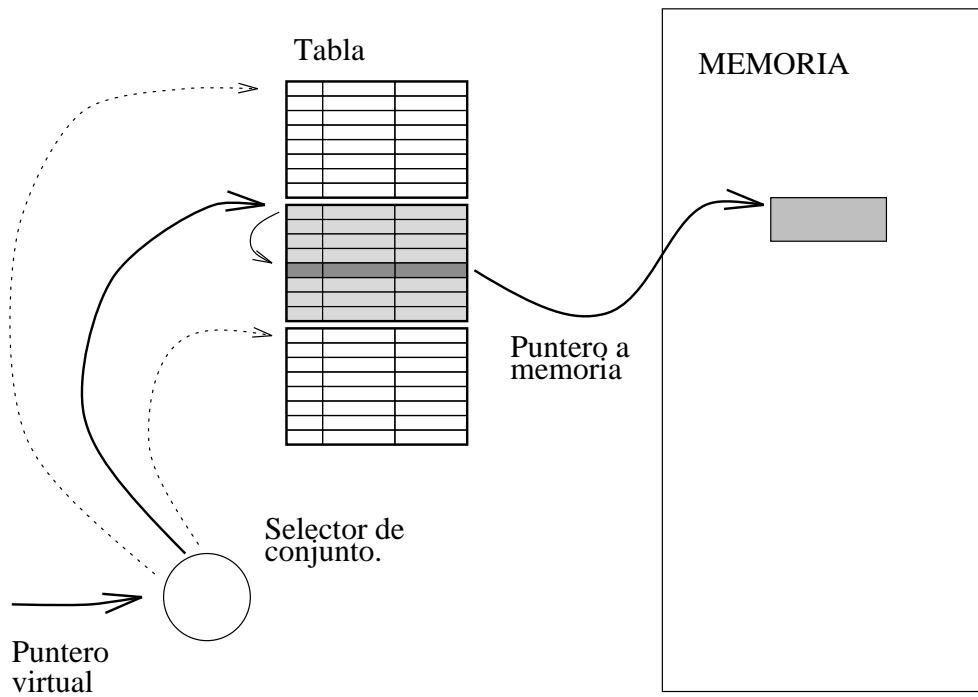 Tabla
MEMORIA
Puntero a
memoria
Selector de
conjunto.
Puntero
virtual